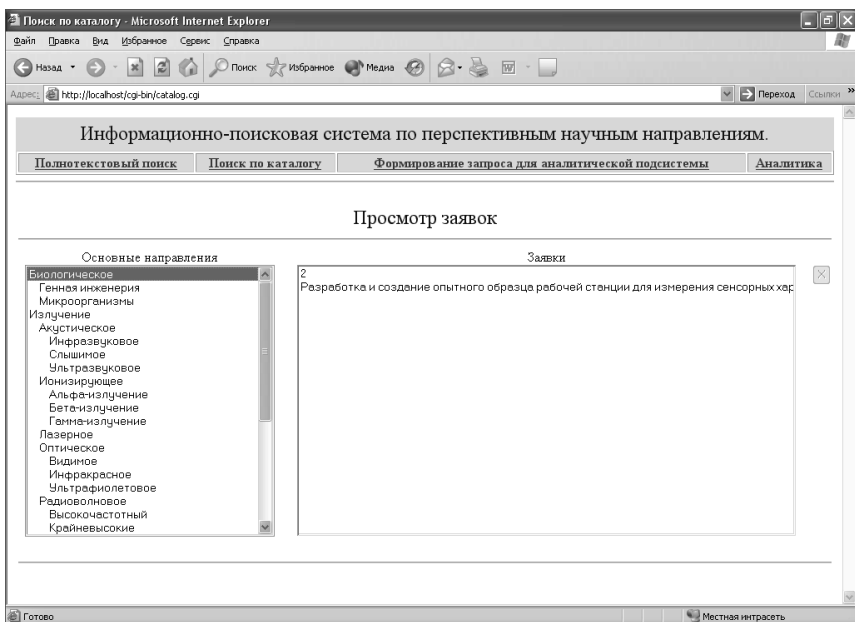 Поиск по каталогу - Microsoft Internet Explorer
Файл Правка Вид Избранное Сервис Справка
Назад Поиск Избранное Медиа
Адрес: http://localhost/cgi-bin/catalog.cgi Переход Ссылки »
Информационно-поисковая система по перспективным научным направлениям.
Полнотекстовый поиск Поиск по каталогу Формирование запроса для аналитической подсистемы Аналитика
Просмотр заявок
Основные направления
Биологическое
Генная инженерия
Микроорганизмы
Излучение
Акустическое
Инфразвуковое
Слышимое
Ультразвуковое
Ионизирующее
Альфа-излучение
Бета-излучение
Гамма-излучение
Лазерное
Оптическое
Видимое
Инфракрасное
Ультрафиолетовое
Радиоволновое
Высокочастотный
Крайневысокие
Заявки
2
Разработка и создание опытного образца рабочей станции для измерения сенсорных хар
Готово Местная интрасеть